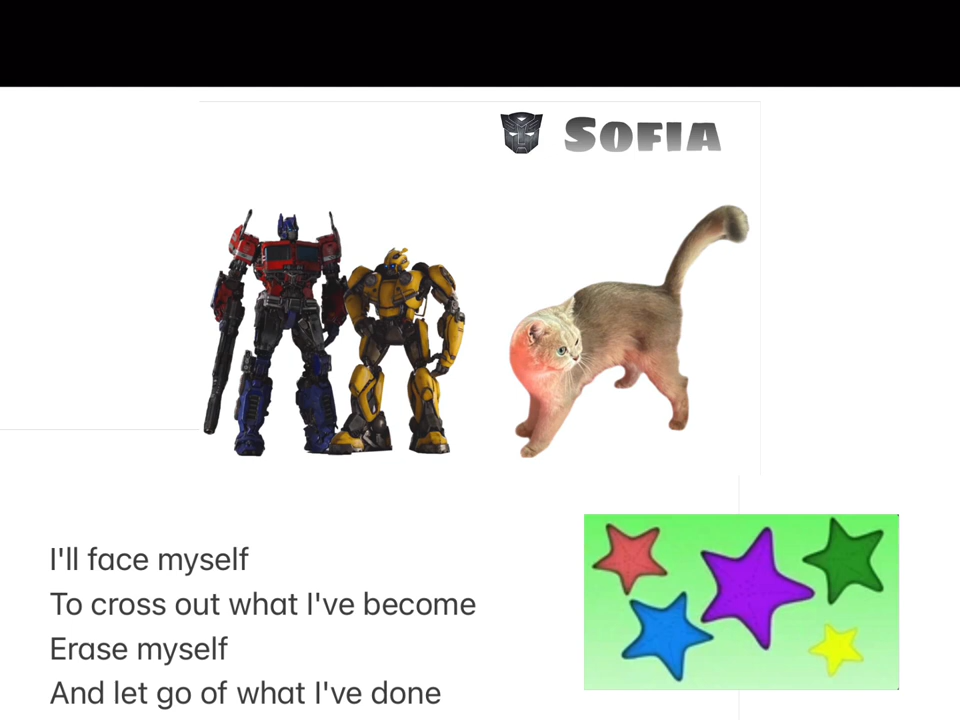 Sofia
I'll face myself
To cross out what I've become
Erase myself
And let go of what I've done